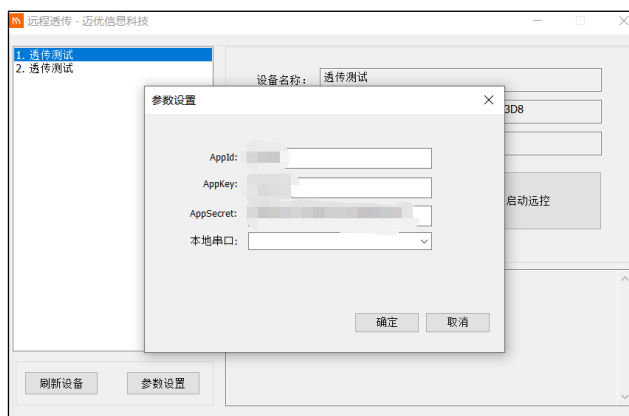 远程透传 - 迈优信息科技
1. 透传测试
2. 透传测试
设备名称： 透传测试
参数设置
3D8
AppId:
AppKey:
启动远控
AppSecret:
本地串口:
确定 取消
刷新设备 参数设置